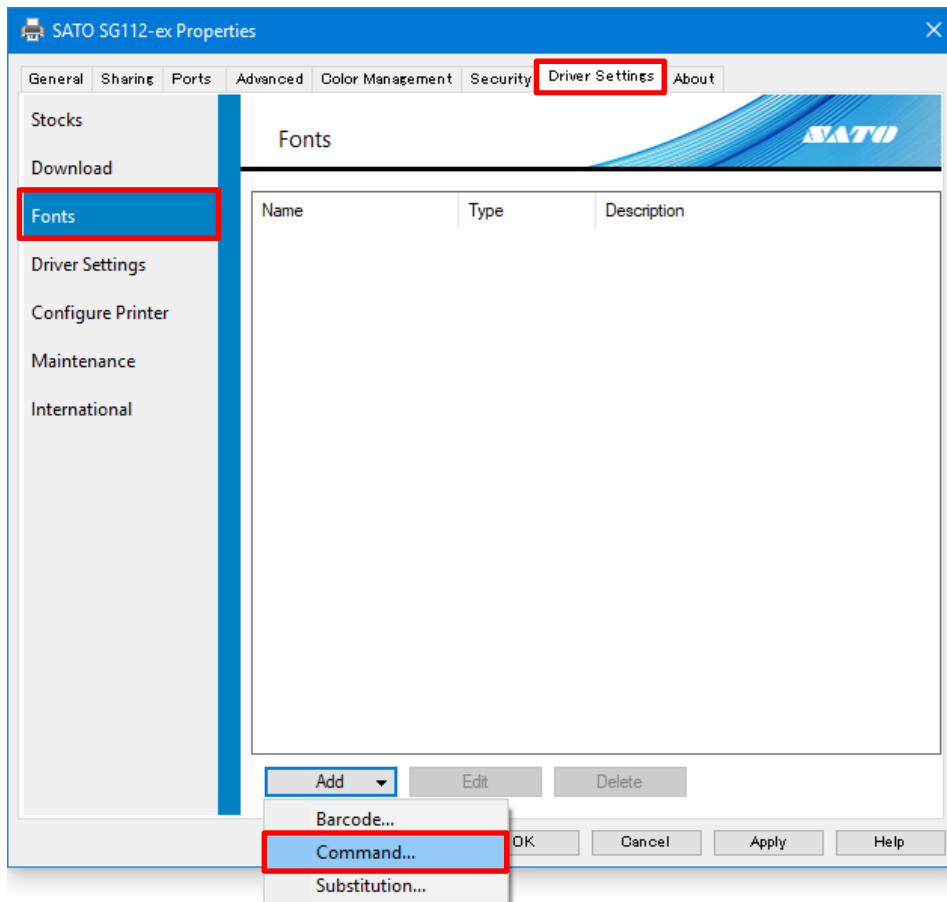 SATO SG112-ex Properties
General Sharing Ports Advanced Color Management Security Driver Settings About
Stocks
Fonts
SATO
Download
Fonts
Name Type Description
Driver Settings
Configure Printer
Maintenance
International
Add Edit Delete
Barcode...
OK Cancel Apply Help
Command...
Substitution...